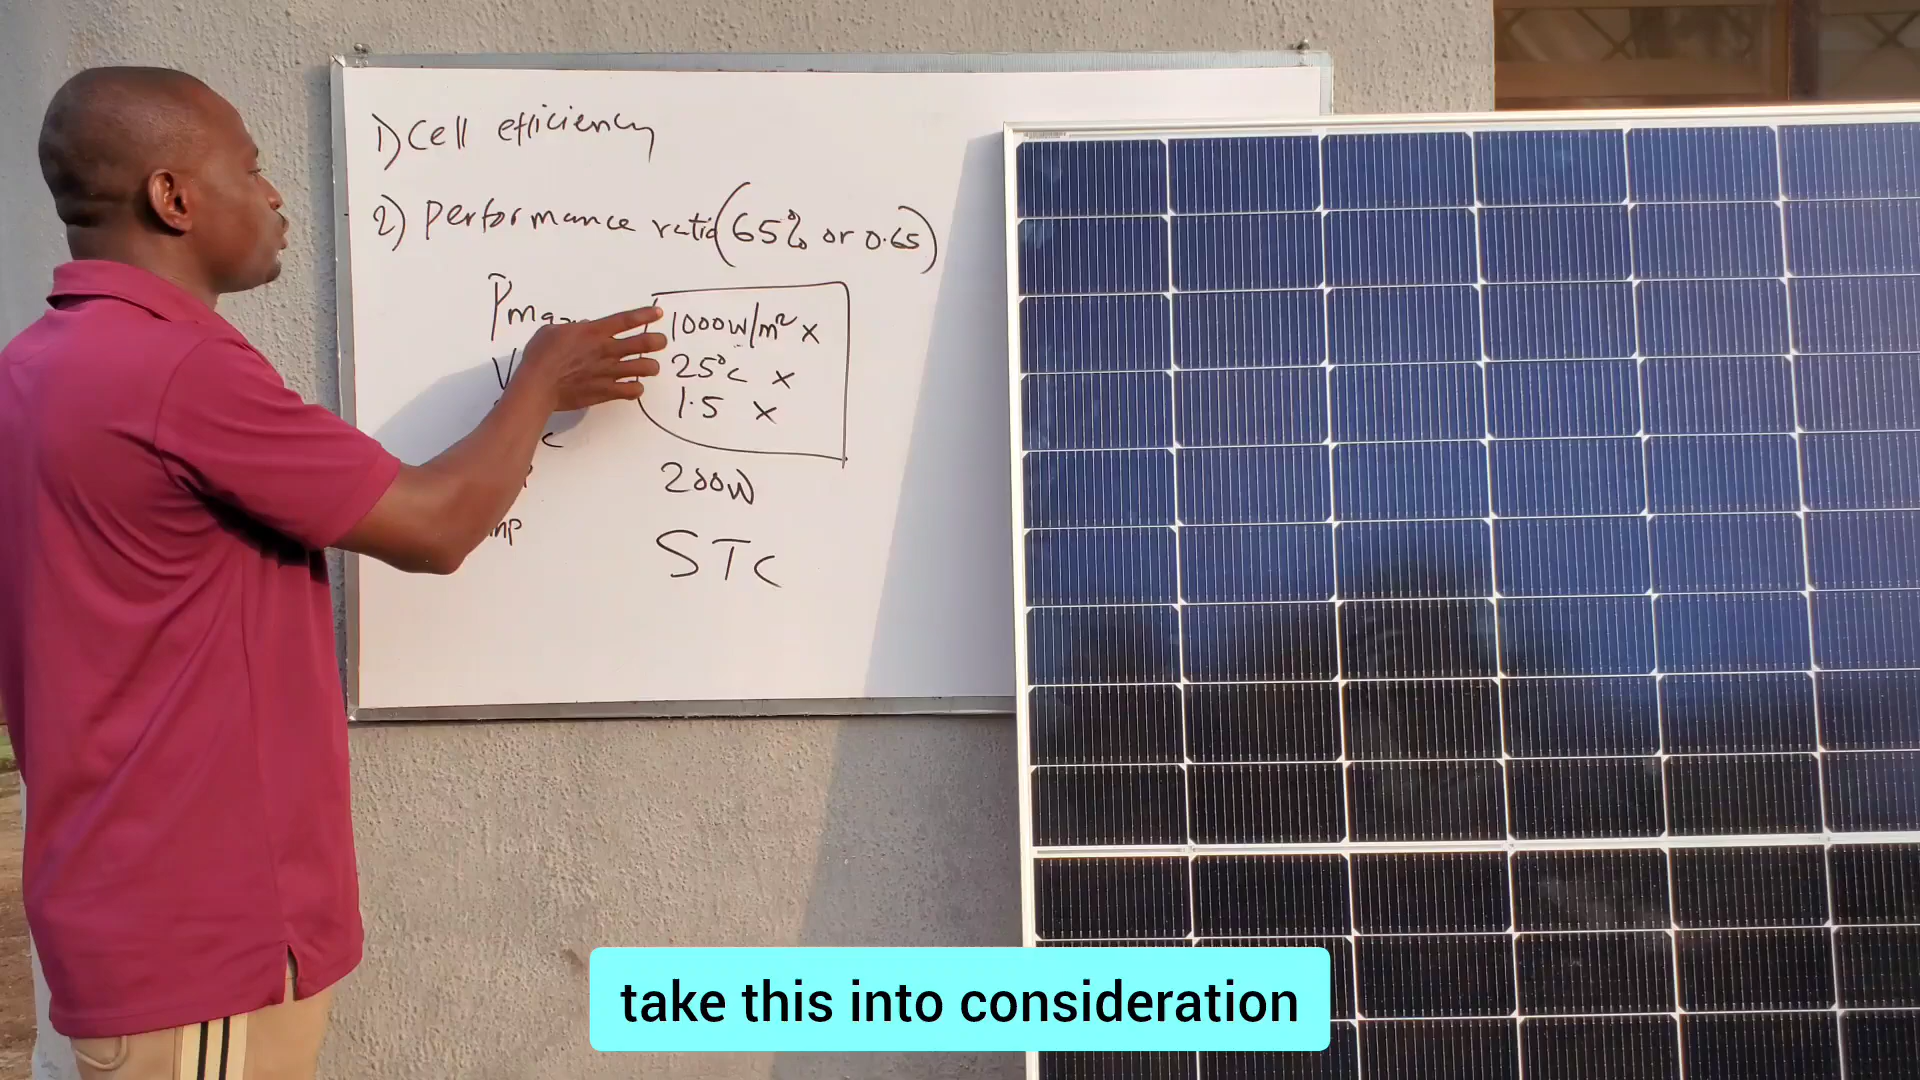 1) Cell efficiency
2) Performance ratio (65% or 0.65)
Pmax
1000W/m² x
25°C x
1.5 x
200W
STC
take this into consideration